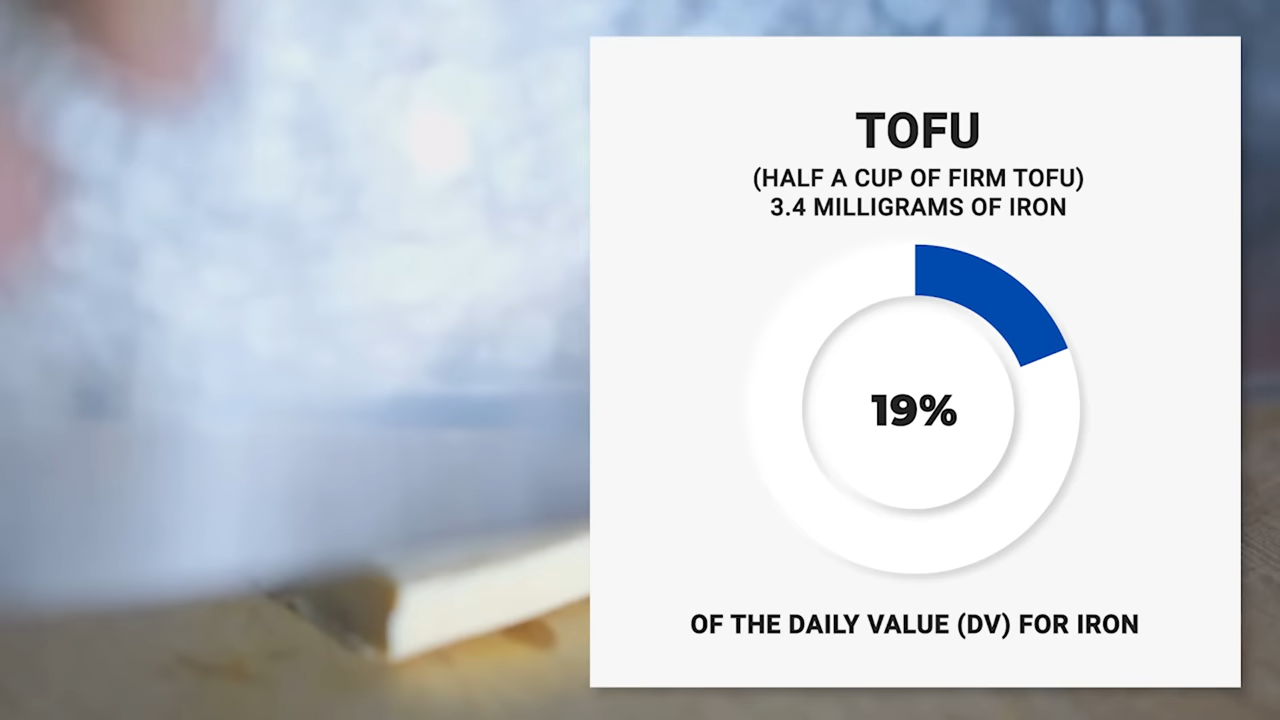 TOFU
(HALF A CUP OF FIRM TOFU)
3.4 MILLIGRAMS OF IRON
19%
OF THE DAILY VALUE (DV) FOR IRON